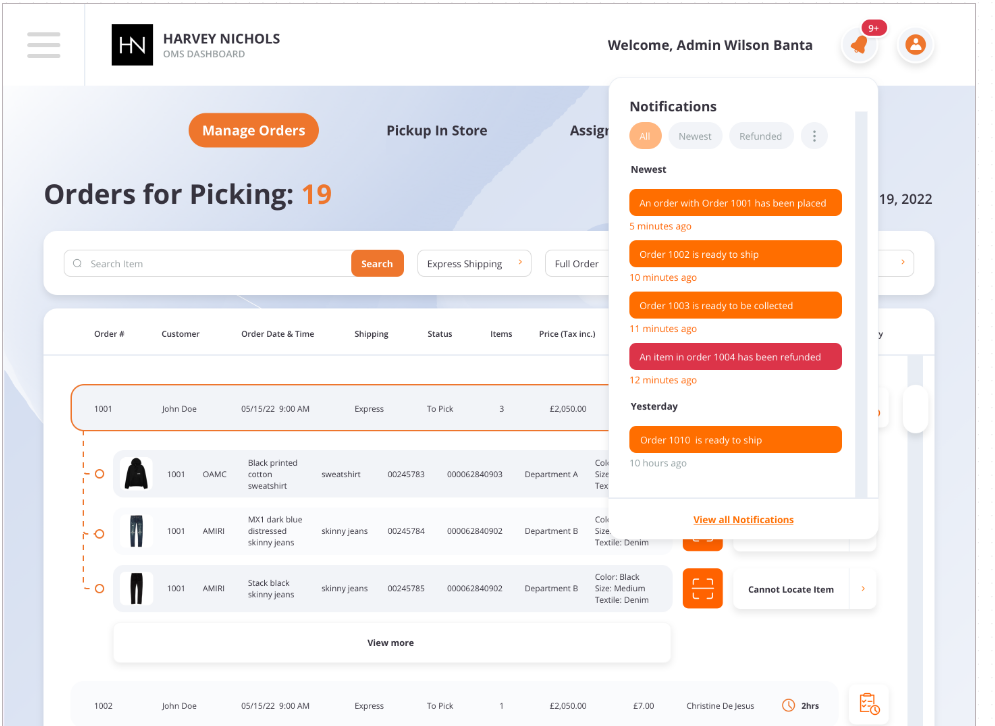 HN
HARVEY NICHOLS
OMS DASHBOARD
Welcome, Admin Wilson Banta
9+
Manage Orders
Pickup In Store
Assig
Orders for Picking: 19
19, 2022
Search Item
Search
Express Shipping
Full Order
Order #
Customer
Order Date & Time
Shipping
Status
Items
Price (Tax inc.)
y
1001
John Doe
05/15/22 9:00 AM
Express
To Pick
3
£2,050.00
1001
OAMC
Black printed
cotton
sweatshirt
sweatshirt
00245783
000062840903
Department A
Col
Size
Tex
1001
AMIRI
MX1 dark blue
distressed
skinny jeans
skinny jeans
00245784
000062840902
Department B
Col
Size
Textile: Denim
1001
AMIRI
Stack black
skinny jeans
skinny jeans
00245785
000062840902
Department B
Color: Black
Size: Medium
Textile: Denim
Cannot Locate Item
View more
1002
John Doe
05/15/22 9:00 AM
Express
To Pick
1
£2,050.00
£7.00
Christine De Jesus
2hrs
Notifications
All
Newest
Refunded
Newest
An order with Order 1001 has been placed
5 minutes ago
Order 1002 is ready to ship
10 minutes ago
Order 1003 is ready to be collected
11 minutes ago
An item in order 1004 has been refunded
12 minutes ago
Yesterday
Order 1010 is ready to ship
10 hours ago
View all Notifications